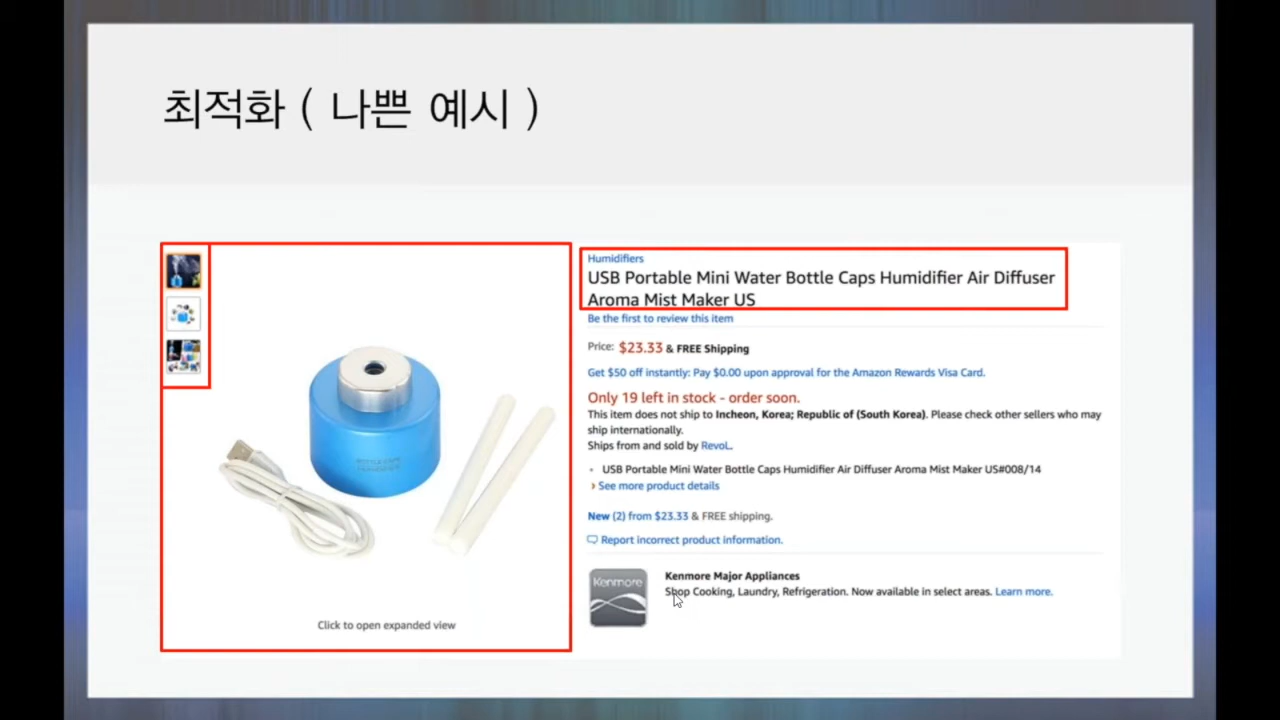 최적화 ( 나쁜 예시 )
Humidifiers
USB Portable Mini Water Bottle Caps Humidifier Air Diffuser
Aroma Mist Maker US
Be the first to review this item
Price: $23.33 & FREE Shipping
Get $50 off instantly: Pay $0.00 upon approval for the Amazon Rewards Visa Card.
Only 19 left in stock - order soon.
This item does not ship to Incheon, Korea; Republic of (South Korea). Please check other sellers who may
ship internationally.
Ships from and sold by RevoL.
• USB Portable Mini Water Bottle Caps Humidifier Air Diffuser Aroma Mist Maker US#008/14
› See more product details
New (2) from $23.33 & FREE shipping.
Report incorrect product information.
Kenmore
Kenmore Major Appliances
Shop Cooking, Laundry, Refrigeration. Now available in select areas. Learn more.
BOTTLE CAPS
HUMIDIFIER
Click to open expanded view